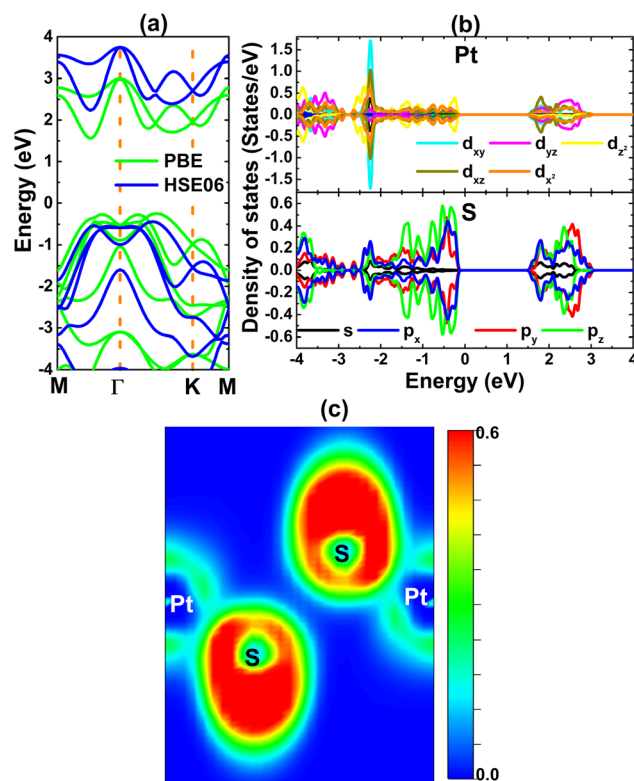 (a)
Energy (eV)
4
3
2
1
0
-1
-2
-3
-4
PBE
HSE06
M Γ K M
(b)
Density of states (States/eV)
Pt
1.5
1.0
0.5
0.0
0.5
1.0
1.5
dxy dyz dz²
dxz dx²
S
0.6
0.4
0.2
0.0
-0.2
-0.4
-0.6
s px py pz
-4 -3 -2 -1 0 1 2 3 4
Energy (eV)
(c)
0.6
S
Pt Pt
S
0.0